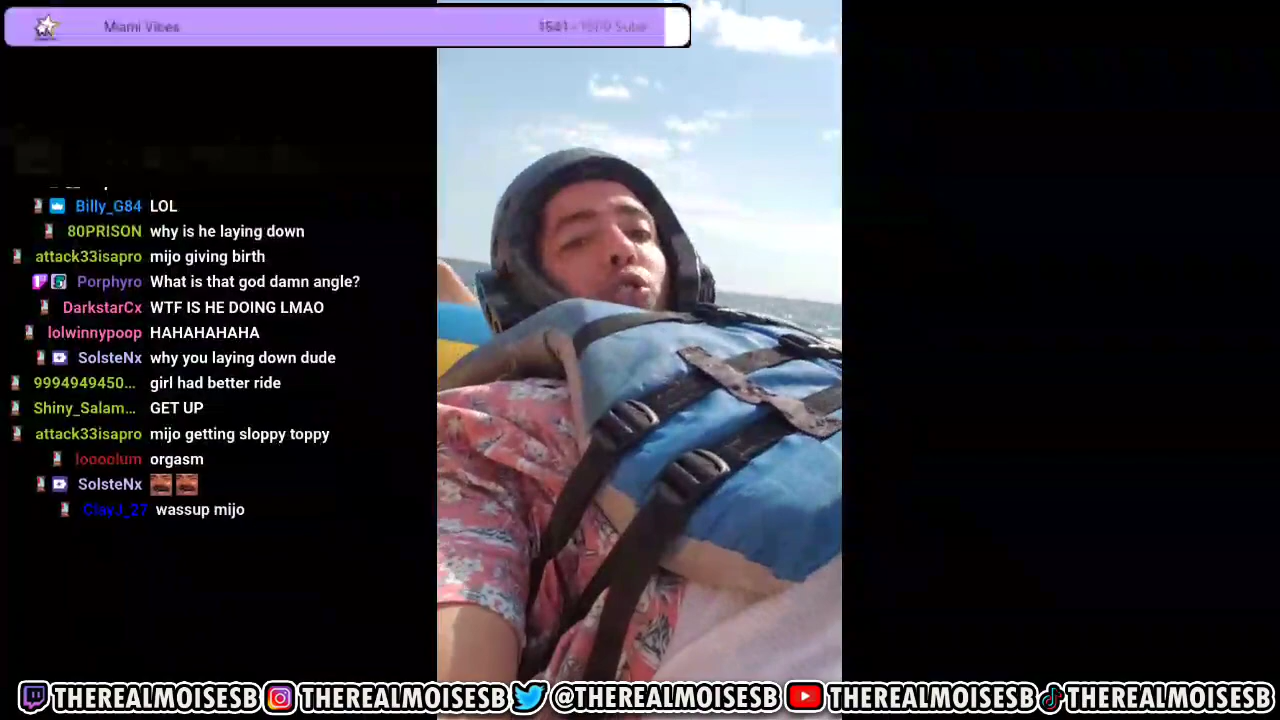 Miami Vibes 1541 - 1600 Subs
Billy_G84 LOL
80PRISON why is he laying down
attack33isapro mijo giving birth
Porphyro What is that god damn angle?
DarkstarCx WTF IS HE DOING LMAO
lolwinnypoop HAHAHAHAHA
SolsteNx why you laying down dude
9994949450... girl had better ride
Shiny_Salam... GET UP
attack33isapro mijo getting sloppy toppy
loooolum orgasm
SolsteNx
ClayJ_27 wassup mijo
THEREALMOISESB THEREALMOISESB @THEREALMOISESB THEREALMOISESB THEREALMOISESB